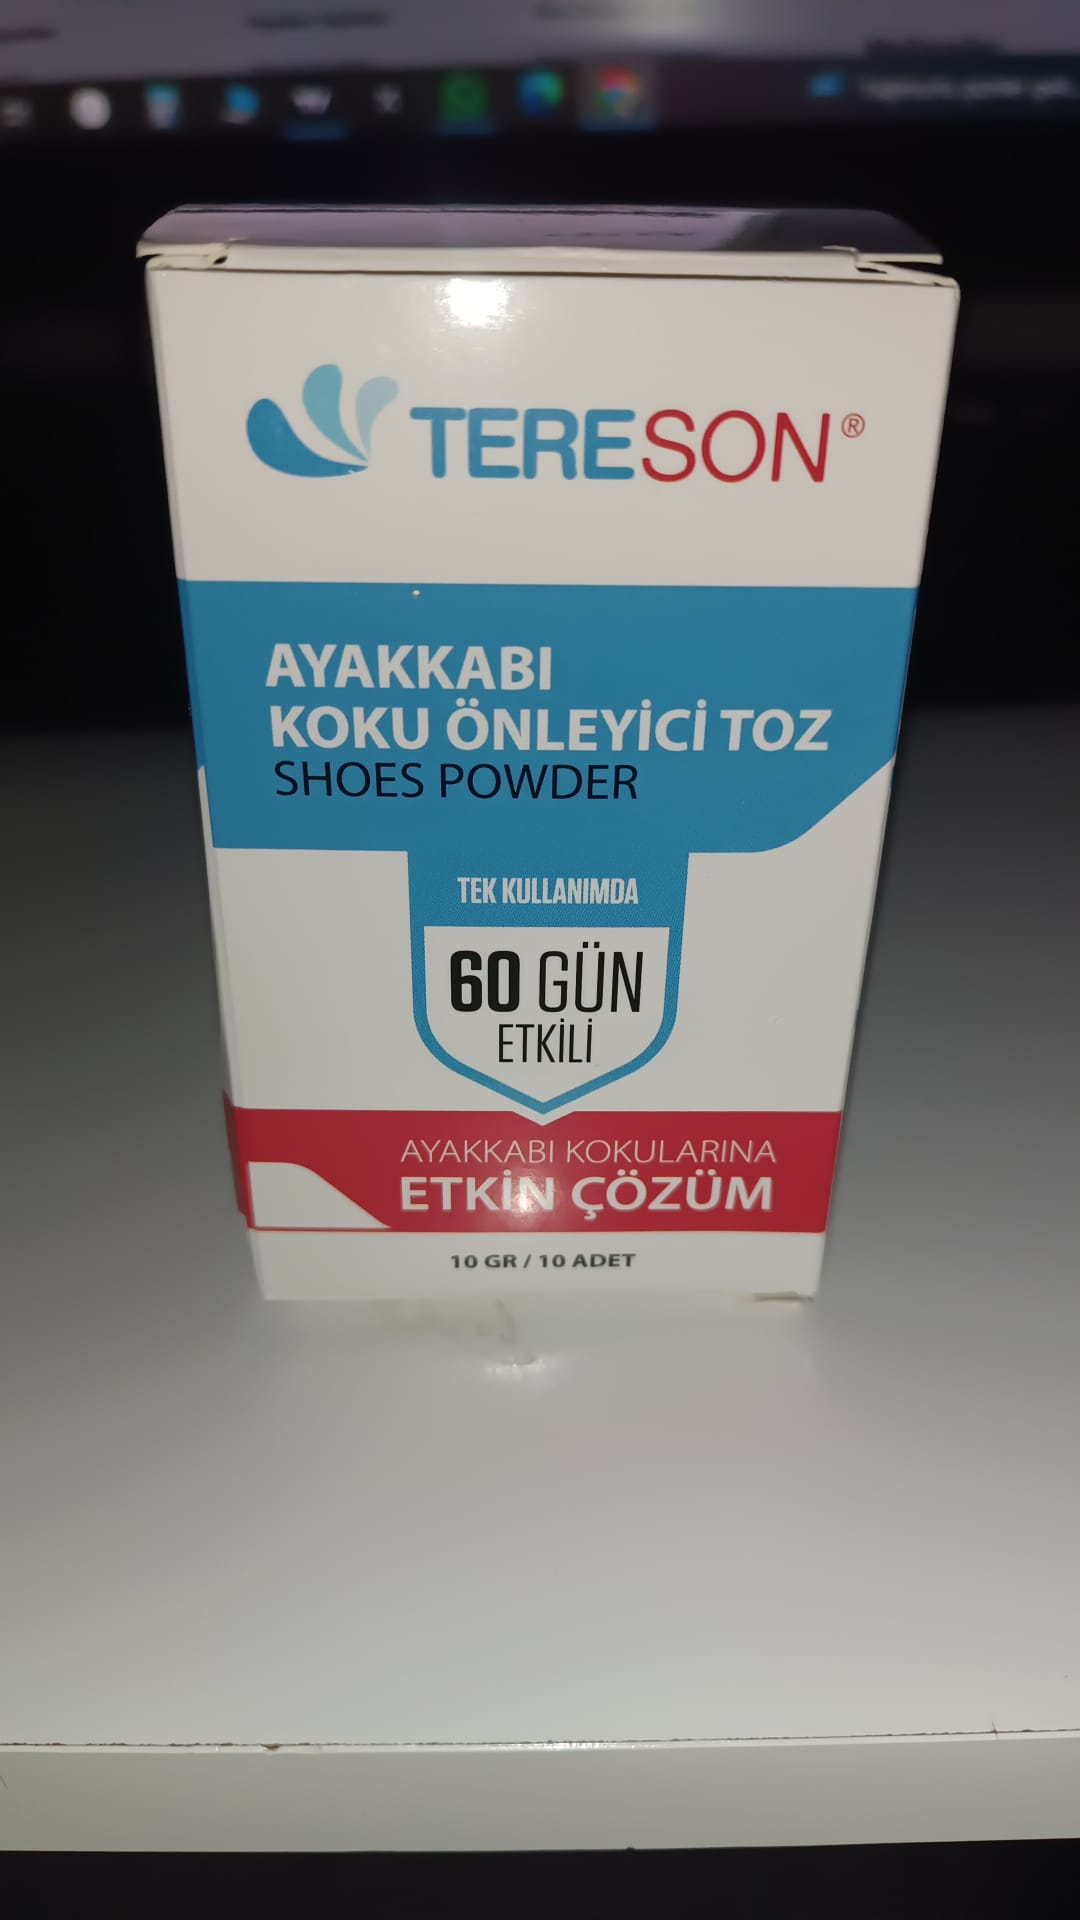 TERESON®
AYAKKABI
KOKU ÖNLEYİCİ TOZ
SHOES POWDER
TEK KULLANIMDA
60 GÜN
ETKİLİ
AYAKKABI KOKULARINA
ETKİN ÇÖZÜM
10 GR / 10 ADET